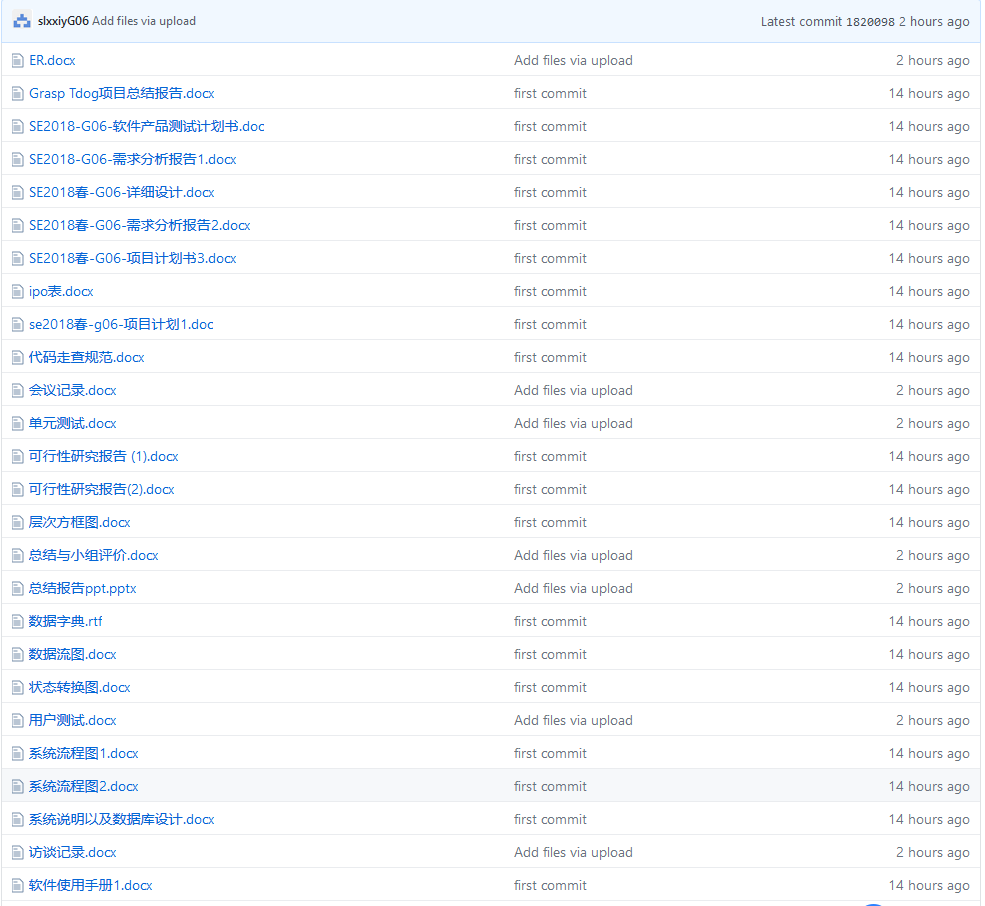 slxxiyG06 Add files via upload Latest commit 1820098 2 hours ago
ER.docx Add files via upload 2 hours ago
Grasp Tdog项目总结报告.docx first commit 14 hours ago
SE2018-G06-软件产品测试计划书.doc first commit 14 hours ago
SE2018-G06-需求分析报告1.docx first commit 14 hours ago
SE2018春-G06-详细设计.docx first commit 14 hours ago
SE2018春-G06-需求分析报告2.docx first commit 14 hours ago
SE2018春-G06-项目计划书3.docx first commit 14 hours ago
ipo表.docx first commit 14 hours ago
se2018春-g06-项目计划1.doc first commit 14 hours ago
代码走查规范.docx first commit 14 hours ago
会议记录.docx Add files via upload 2 hours ago
单元测试.docx Add files via upload 2 hours ago
可行性研究报告 (1).docx first commit 14 hours ago
可行性研究报告(2).docx first commit 14 hours ago
层次方框图.docx first commit 14 hours ago
总结与小组评价.docx Add files via upload 2 hours ago
总结报告ppt.pptx Add files via upload 2 hours ago
数据字典.rtf first commit 14 hours ago
数据流图.docx first commit 14 hours ago
状态转换图.docx first commit 14 hours ago
用户测试.docx Add files via upload 2 hours ago
系统流程图1.docx first commit 14 hours ago
系统流程图2.docx first commit 14 hours ago
系统说明以及数据库设计.docx first commit 14 hours ago
访谈记录.docx Add files via upload 2 hours ago
软件使用手册1.docx first commit 14 hours ago